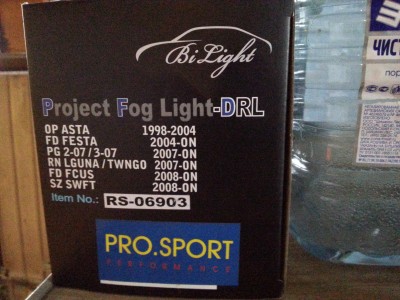 Bi Light
Project Fog Light-DRL
OP ASTA 1998-2004
FD FESTA 2004-ON
PG 2-07 / 3-07 2007-ON
RN LGUNA / TWNGO 2007-ON
FD FCUS 2008-ON
SZ SWFT 2008-ON
Item No.: RS-06903
PRO.SPORT
PERFORMANCE
ЧИСТ